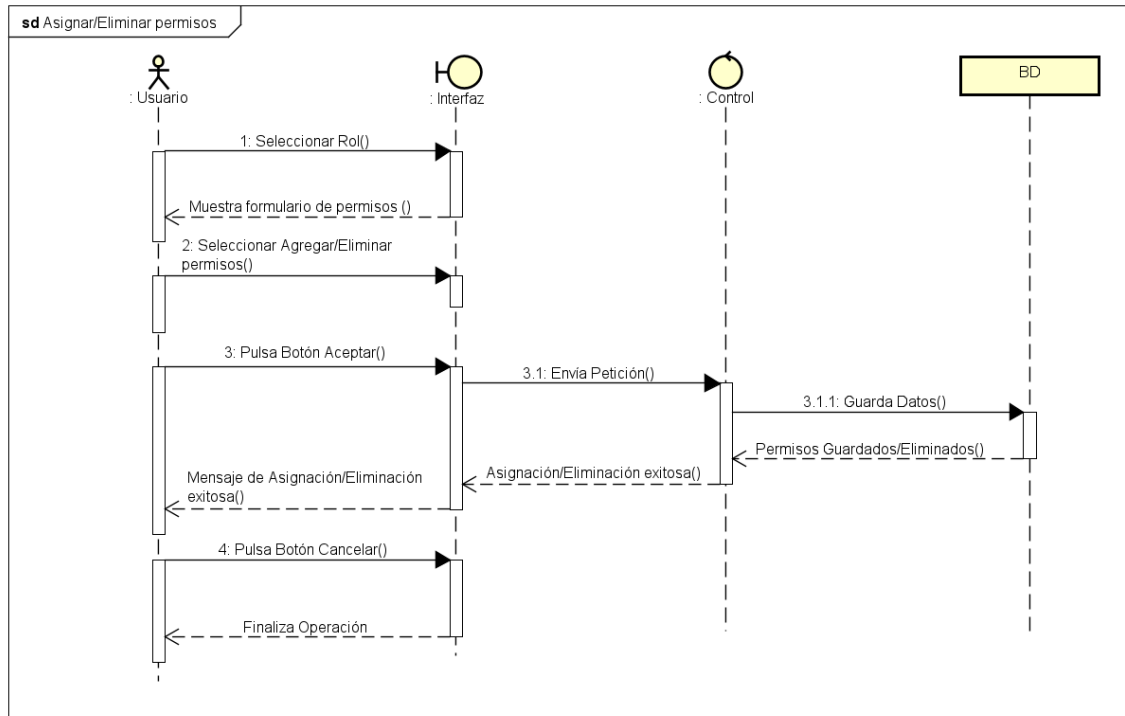 sd Asignar/Eliminar permisos
: Usuario
: Interfaz
: Control
BD
1: Seleccionar Rol()
Muestra formulario de permisos ()
2: Seleccionar Agregar/Eliminar
permisos()
3: Pulsa Botón Aceptar()
3.1: Envía Petición()
3.1.1: Guarda Datos()
Permisos Guardados/Eliminados()
Asignación/Eliminación exitosa()
Mensaje de Asignación/Eliminación
exitosa()
4: Pulsa Botón Cancelar()
Finaliza Operación